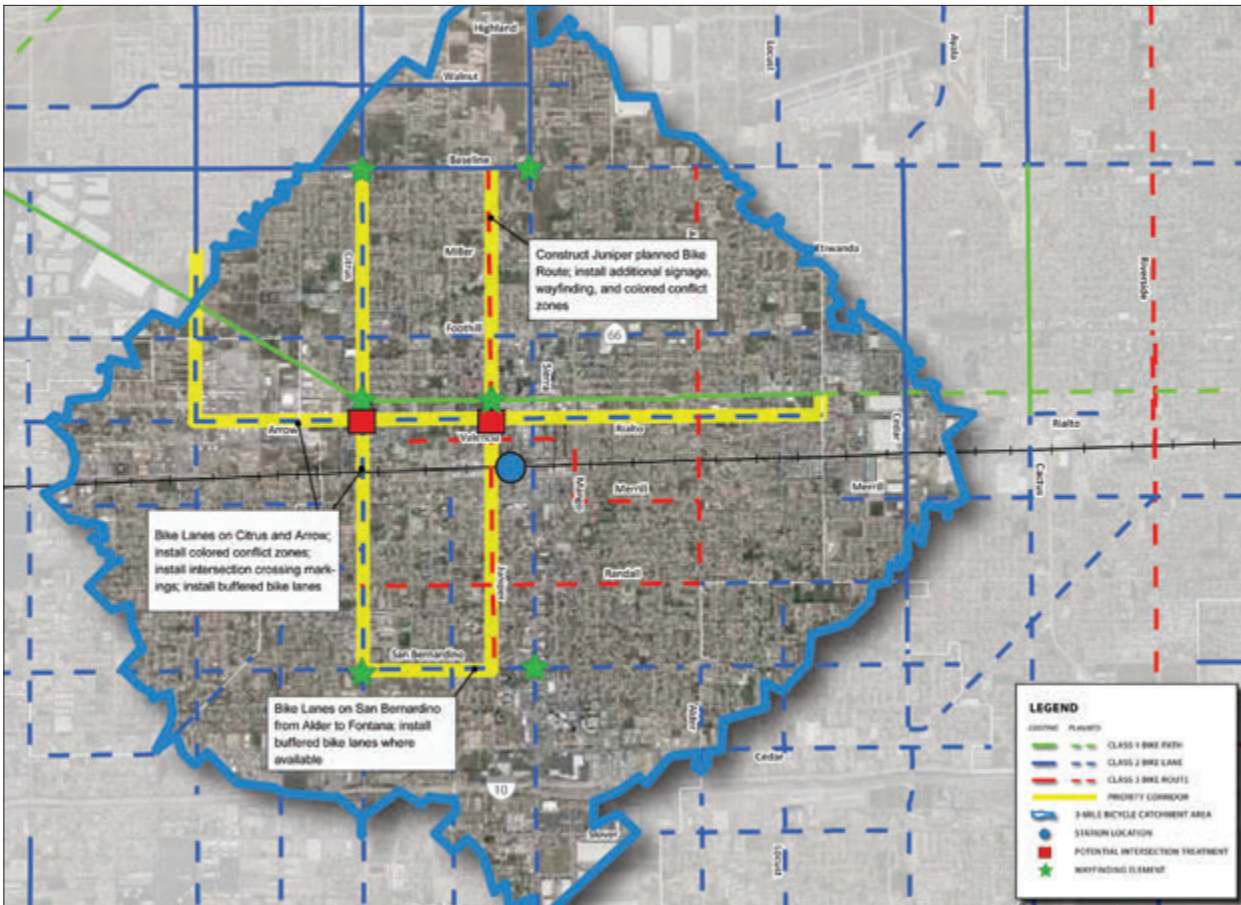 Highland
Walnut
Locust
Ayala
Baseline
Citrus
Miller
Construct Juniper planned Bike
Route; install additional signage,
wayfinding, and colored conflict
zones
Etiwanda
Riverside
Foothill
66
Sierra
Arrow
Valencia
Rialto
Cedar
Rialto
Mango
Merrill
Merrill
Cactus
Bike Lanes on Citrus and Arrow;
install colored conflict zones;
install intersection crossing mark-
ings; install buffered bike lanes
Juniper
Randall
San Bernardino
Bike Lanes on San Bernardino
from Alder to Fontana; install
buffered bike lanes where
available
Alder
Cedar
10
Slover
Locust
LEGEND
EXISTING PLANNED
CLASS 1 BIKE PATH
CLASS 2 BIKE LANE
CLASS 3 BIKE ROUTE
PRIORITY CORRIDOR
3-MILE BICYCLE CATCHMENT AREA
STATION LOCATION
POTENTIAL INTERSECTION TREATMENT
WAYFINDING ELEMENT